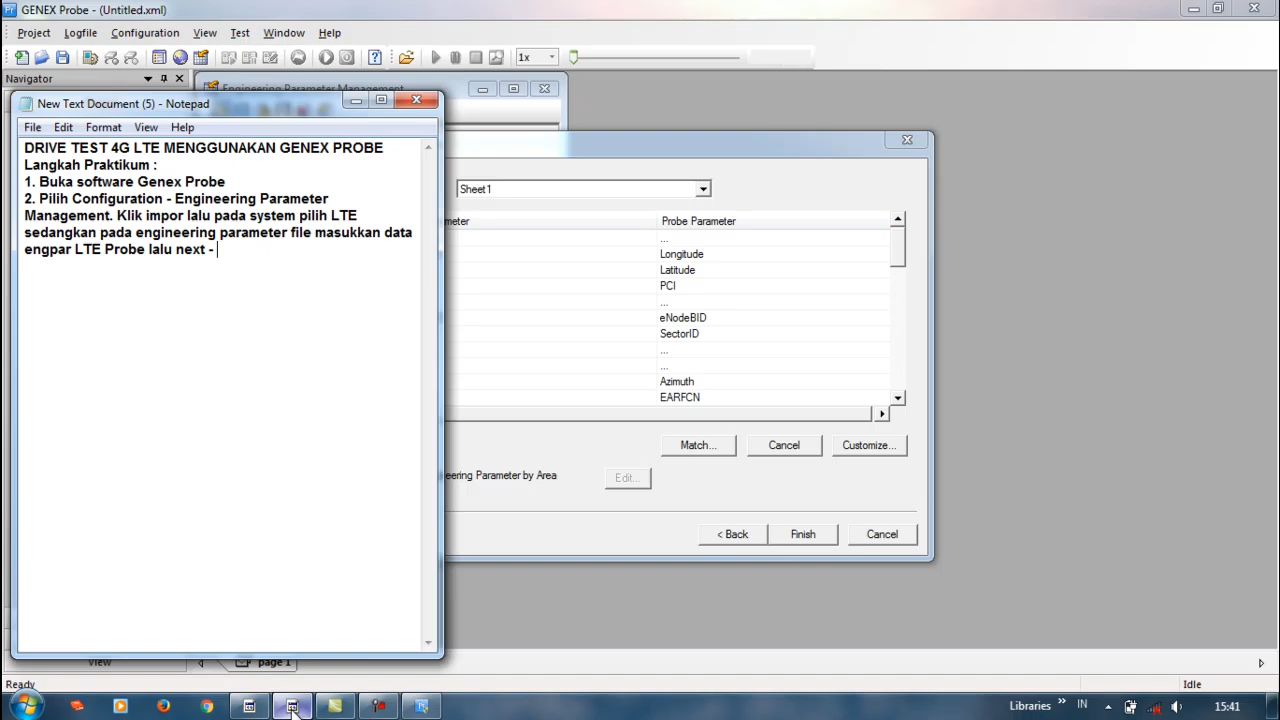 GENEX Probe - (Untitled.xml)
Project Logfile Configuration View Test Window Help
1x
Navigator
Engineering Parameter Management
New Text Document (5) - Notepad
File Edit Format View Help
DRIVE TEST 4G LTE MENGGUNAKAN GENEX PROBE
Langkah Praktikum :
1. Buka software Genex Probe
2. Pilih Configuration - Engineering Parameter
Management. Klik impor lalu pada system pilih LTE
sedangkan pada engineering parameter file masukkan data
engpar LTE Probe lalu next -
Sheet1
meter Probe Parameter
...
Longitude
Latitude
PCI
...
eNodeBID
SectorID
...
...
Azimuth
EARFCN
Match... Cancel Customize...
eering Parameter by Area Edit...
< Back Finish Cancel
View page 1
Ready Idle
Libraries » IN 15:41